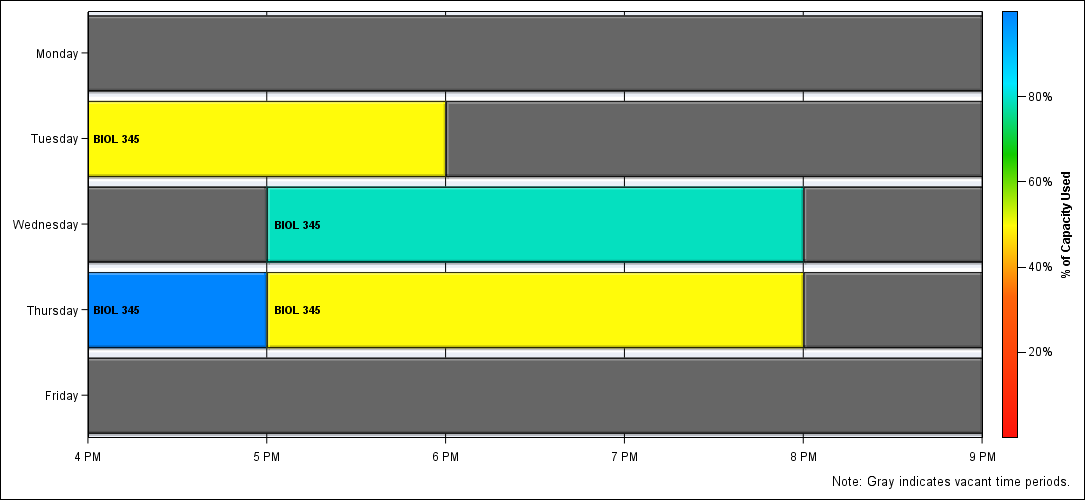 Monday
Tuesday
BIOL 345
Wednesday
BIOL 345
Thursday
BIOL 345
BIOL 345
Friday
4 PM
5 PM
6 PM
7 PM
8 PM
9 PM
80%
60%
40%
20%
% of Capacity Used
Note: Gray indicates vacant time periods.